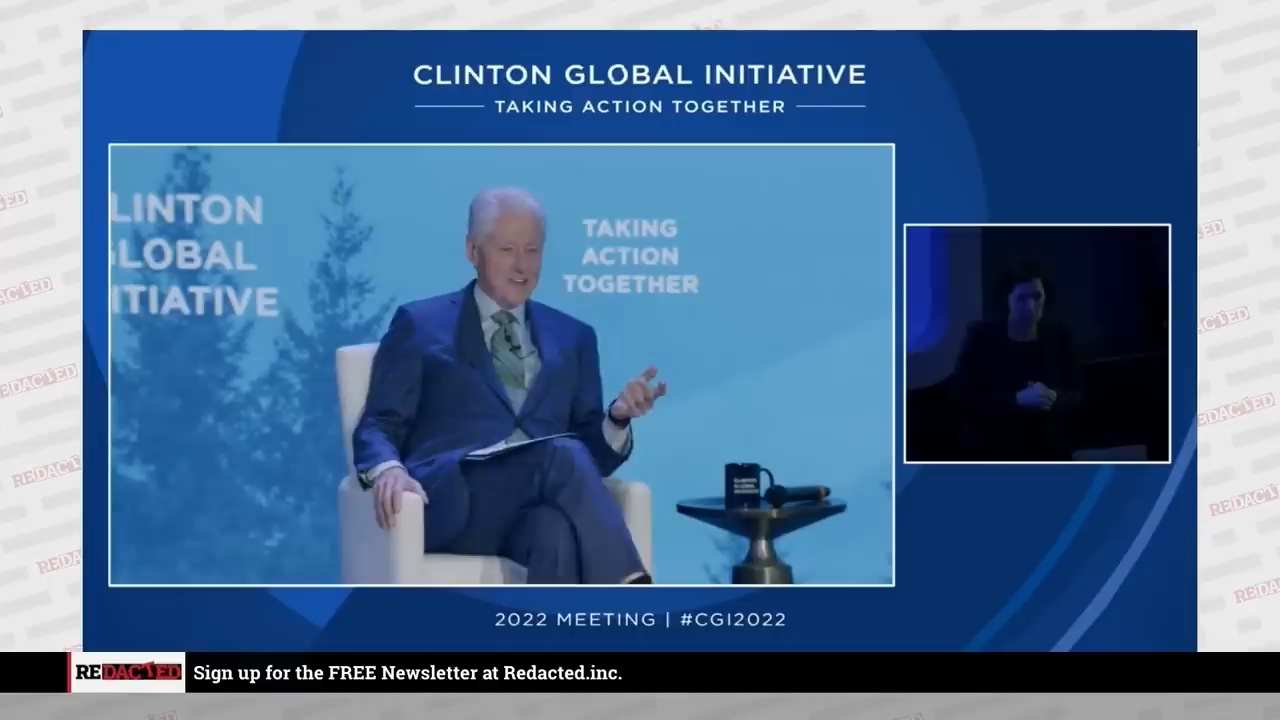 CLINTON GLOBAL INITIATIVE
TAKING ACTION TOGETHER
LINTON
GLOBAL
ITIATIVE
TAKING
ACTION
TOGETHER
2022 MEETING | #CGI2022
REDACTED
Sign up for the FREE Newsletter at Redacted.inc.